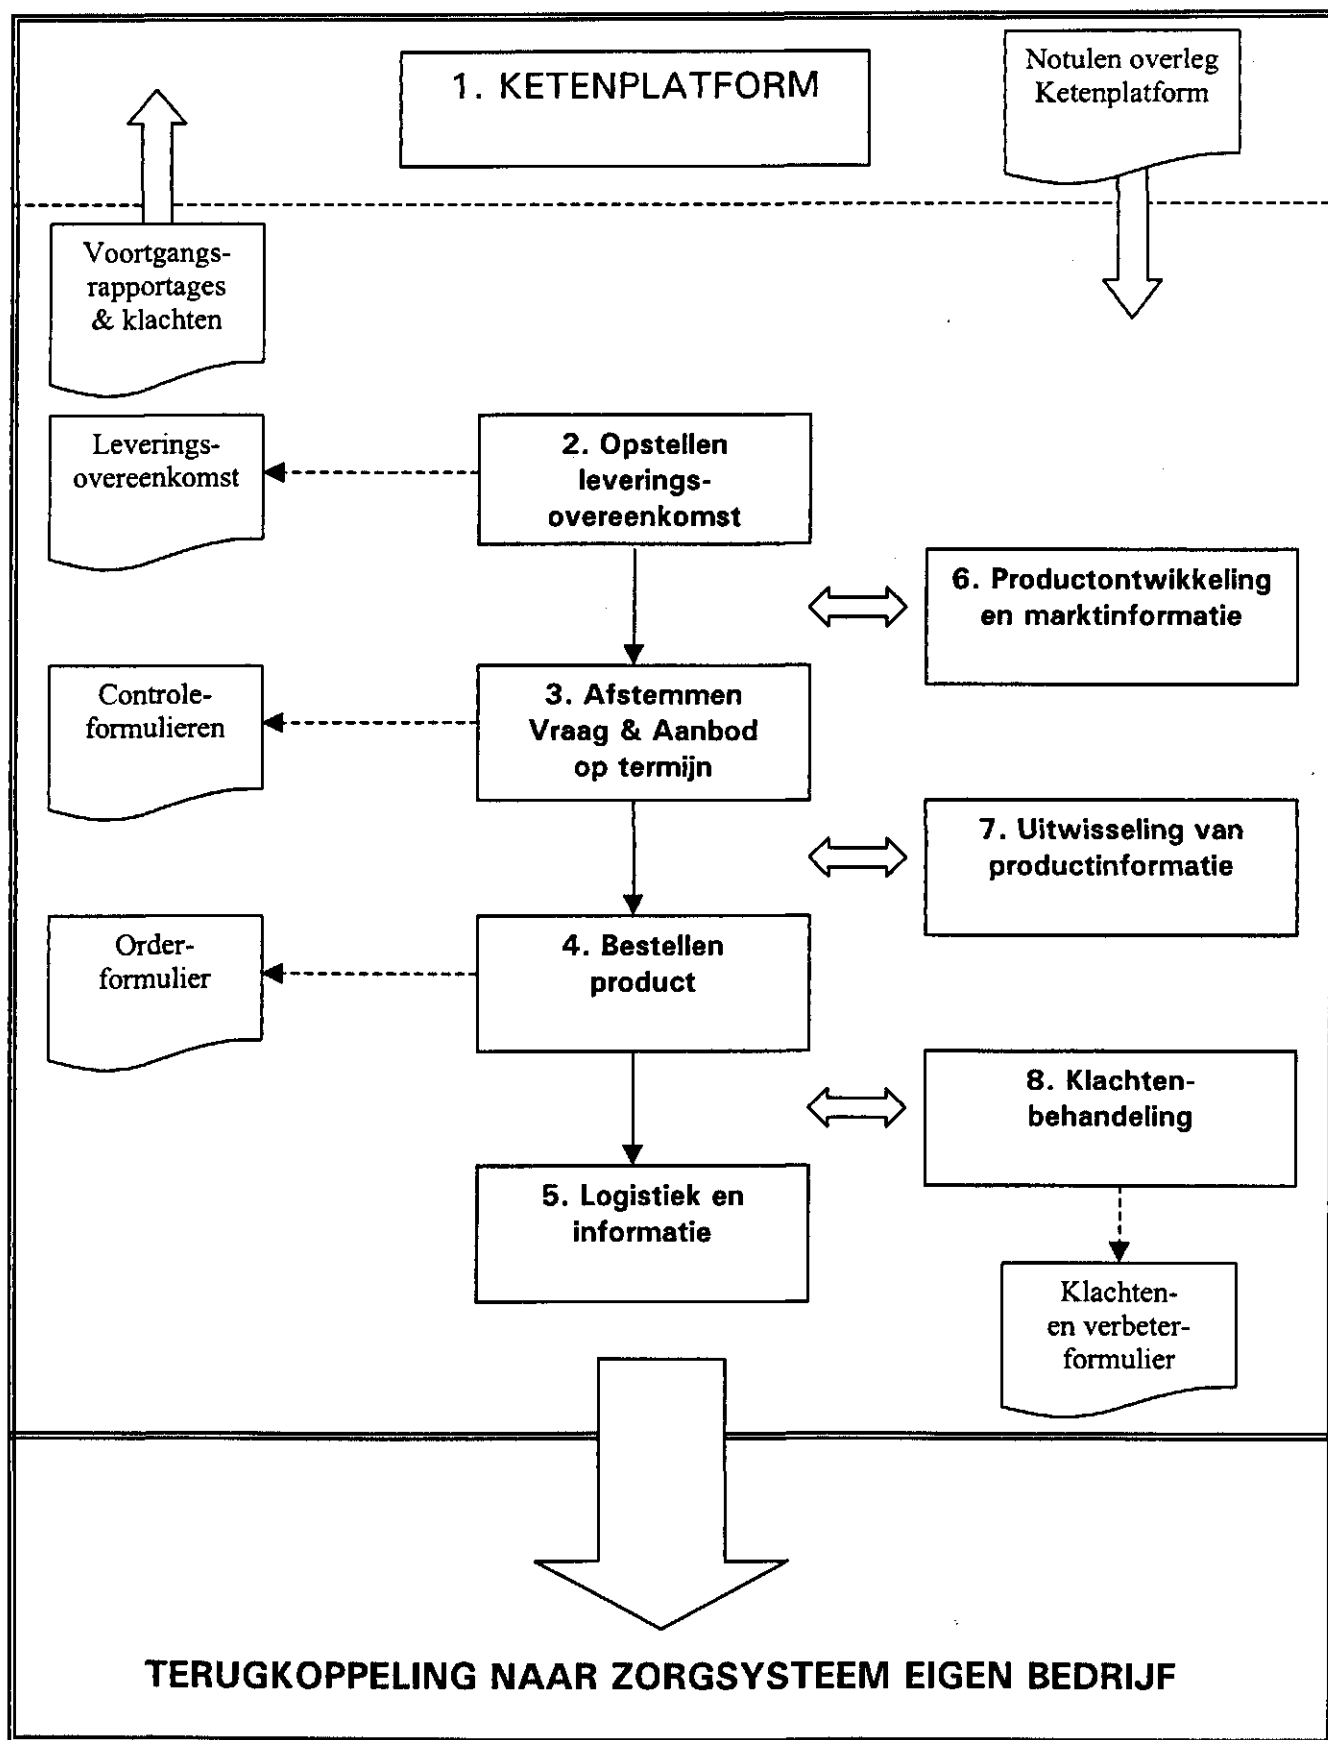 1. KETENPLATFORM
Notulen overleg
Ketenplatform
Voortgangs-
rapportages
& klachten
Leverings-
overeenkomst
2. Opstellen
leverings-
overeenkomst
6. Productontwikkeling
en marktinformatie
Controle-
formulieren
3. Afstemmen
Vraag & Aanbod
op termijn
7. Uitwisseling van
productinformatie
Order-
formulier
4. Bestellen
product
8. Klachten-
behandeling
5. Logistiek en
informatie
Klachten-
en verbeter-
formulier
TERUGKOPPELING NAAR ZORGSYSTEEM EIGEN BEDRIJF